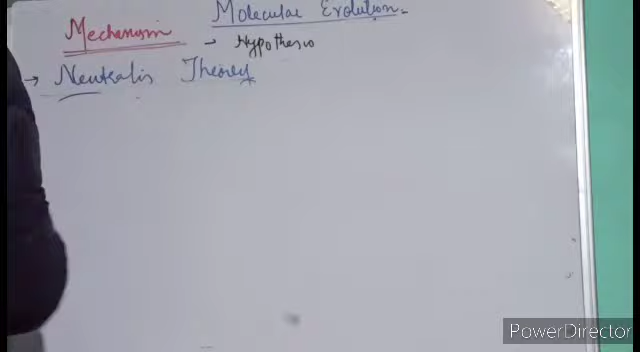 Molecular Evolution
Mechanism → Hypothesis
→ Neutralis Theory
PowerDirector